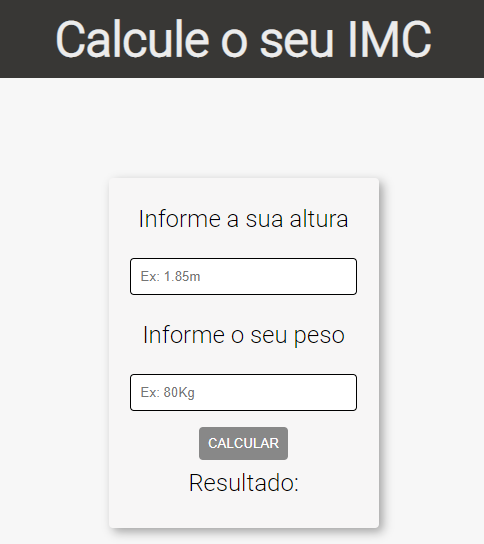 Calcule o seu IMC
Informe a sua altura
Ex: 1.85m
Informe o seu peso
Ex: 80Kg
CALCULAR
Resultado: